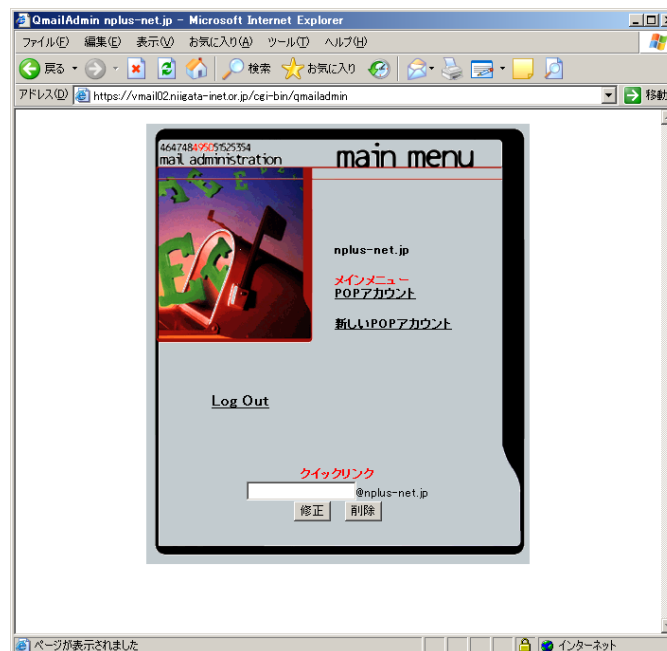 QmailAdmin nplus-net.jp - Microsoft Internet Explorer
ファイル(F) 編集(E) 表示(V) お気に入り(A) ツール(T) ヘルプ(H)
戻る 検索 お気に入り
アドレス(D) https://vmail02.niigata-inet.or.jp/cgi-bin/qmailadmin 移動
464748495051525354
mail administration
main menu
nplus-net.jp
メインメニュー
POPアカウント
新しいPOPアカウント
Log Out
クイックリンク
@nplus-net.jp
修正 削除
ページが表示されました インターネット